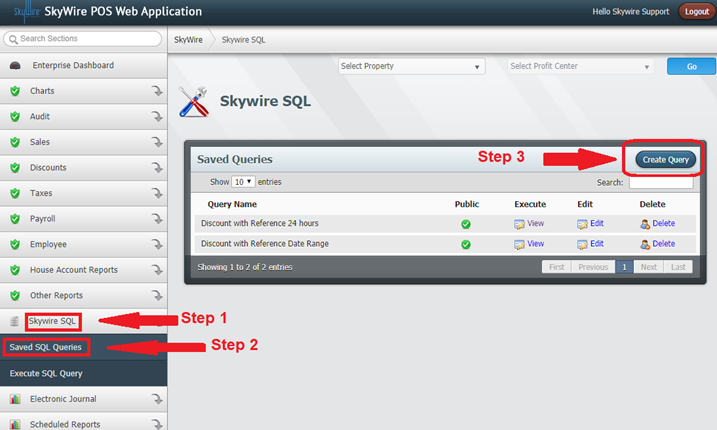 SkyWire SkyWire POS Web Application
Hello Skywire Support Logout
Search Sections
SkyWire Skywire SQL
Enterprise Dashboard
Charts
Audit
Sales
Discounts
Taxes
Payroll
Employee
House Account Reports
Other Reports
Skywire SQL
Step 1
Saved SQL Queries
Step 2
Execute SQL Query
Electronic Journal
Scheduled Reports
Select Property
Select Profit Center
Go
Skywire SQL
Saved Queries
Step 3
Create Query
Show 10 entries
Search:
Query Name Public Execute Edit Delete
Discount with Reference 24 hours View Edit Delete
Discount with Reference Date Range View Edit Delete
Showing 1 to 2 of 2 entries
First Previous 1 Next Last